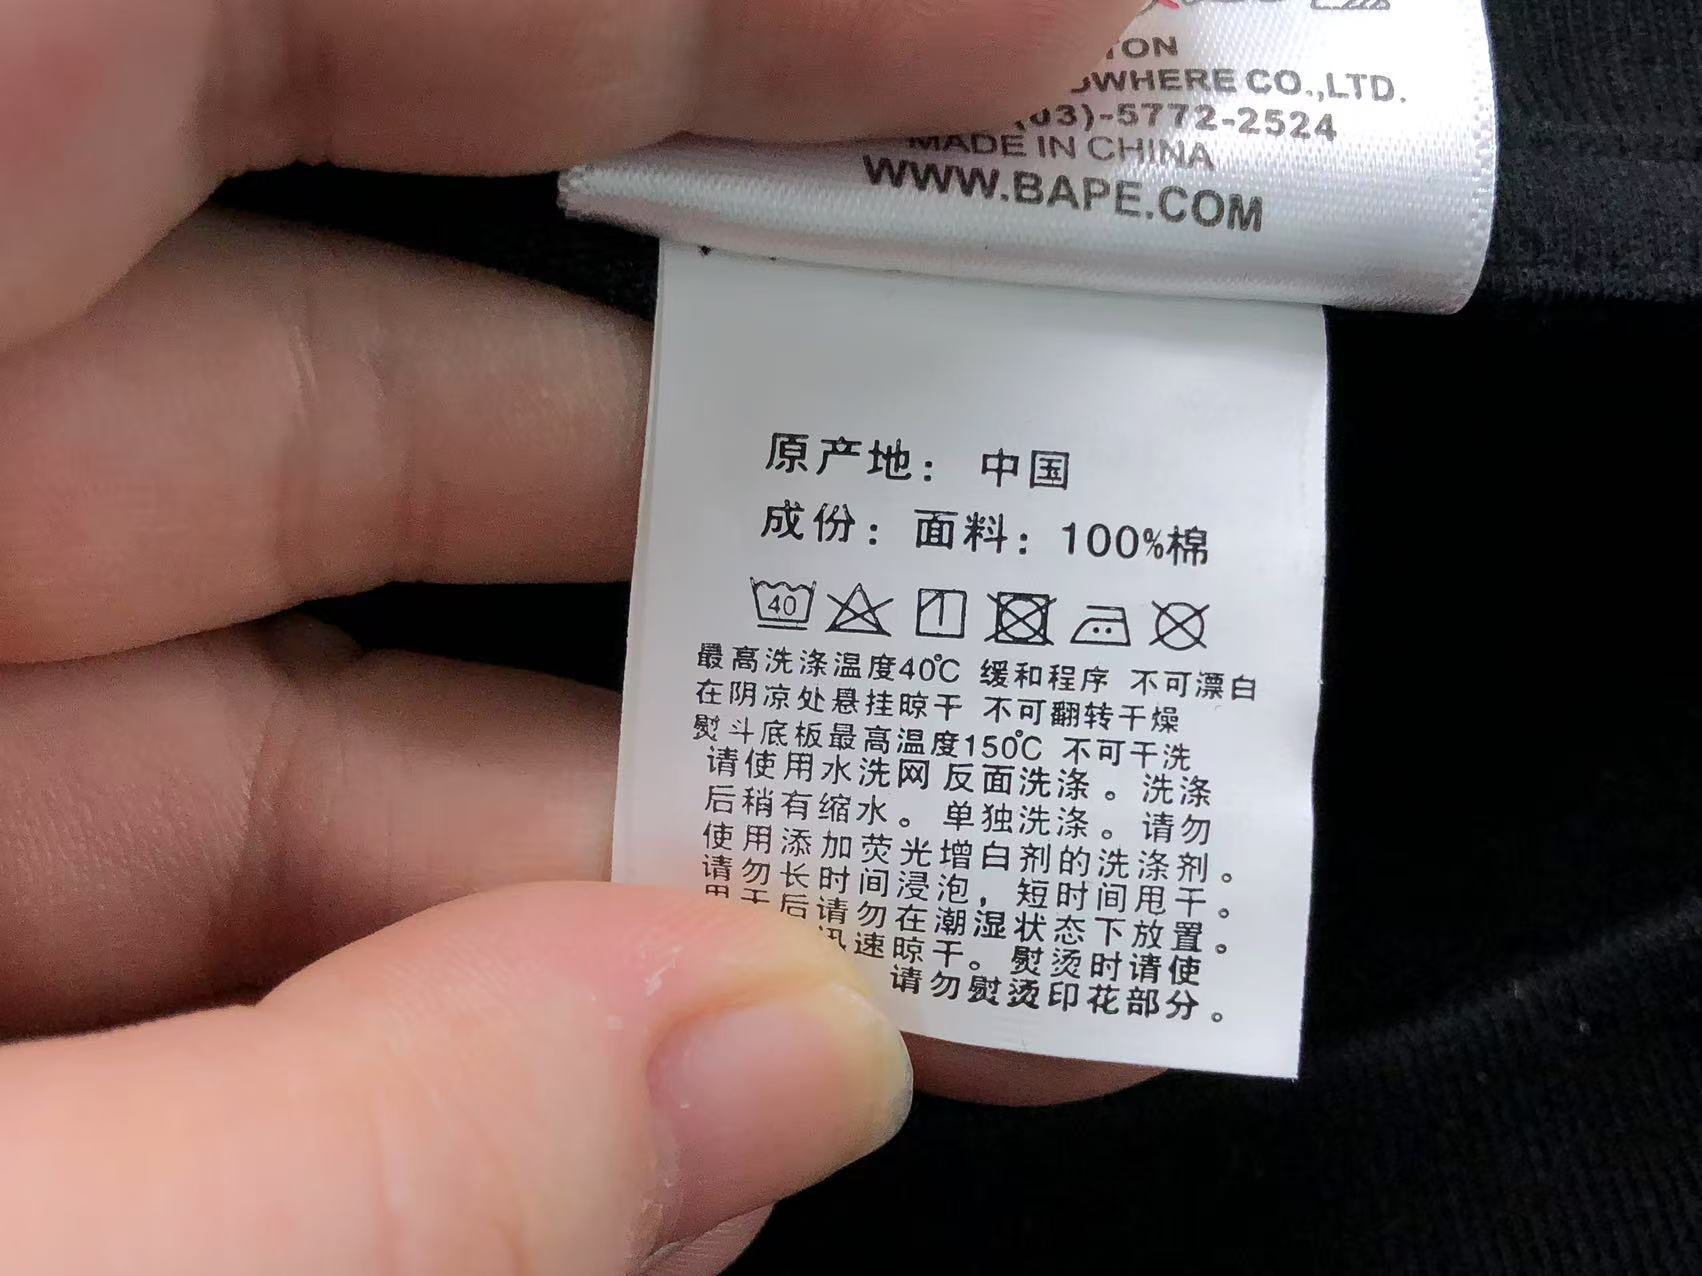 WWHERE CO.,LTD.
(03)-5772-2524
MADE IN CHINA
WWW.BAPE.COM
原产地：中国
成份：面料：100%棉
40
最高洗涤温度40℃ 缓和程序 不可漂白
在阴凉处悬挂晾干 不可翻转干燥
熨斗底板最高温度150℃ 不可干洗
请使用水洗网反面洗涤。洗涤
后稍有缩水。单独洗涤。请勿
使用添加荧光增白剂的洗涤剂。
请勿长时间浸泡，短时间甩干。
甩干后请勿在潮湿状态下放置。
迅速晾干。熨烫时请使
请勿熨烫印花部分。